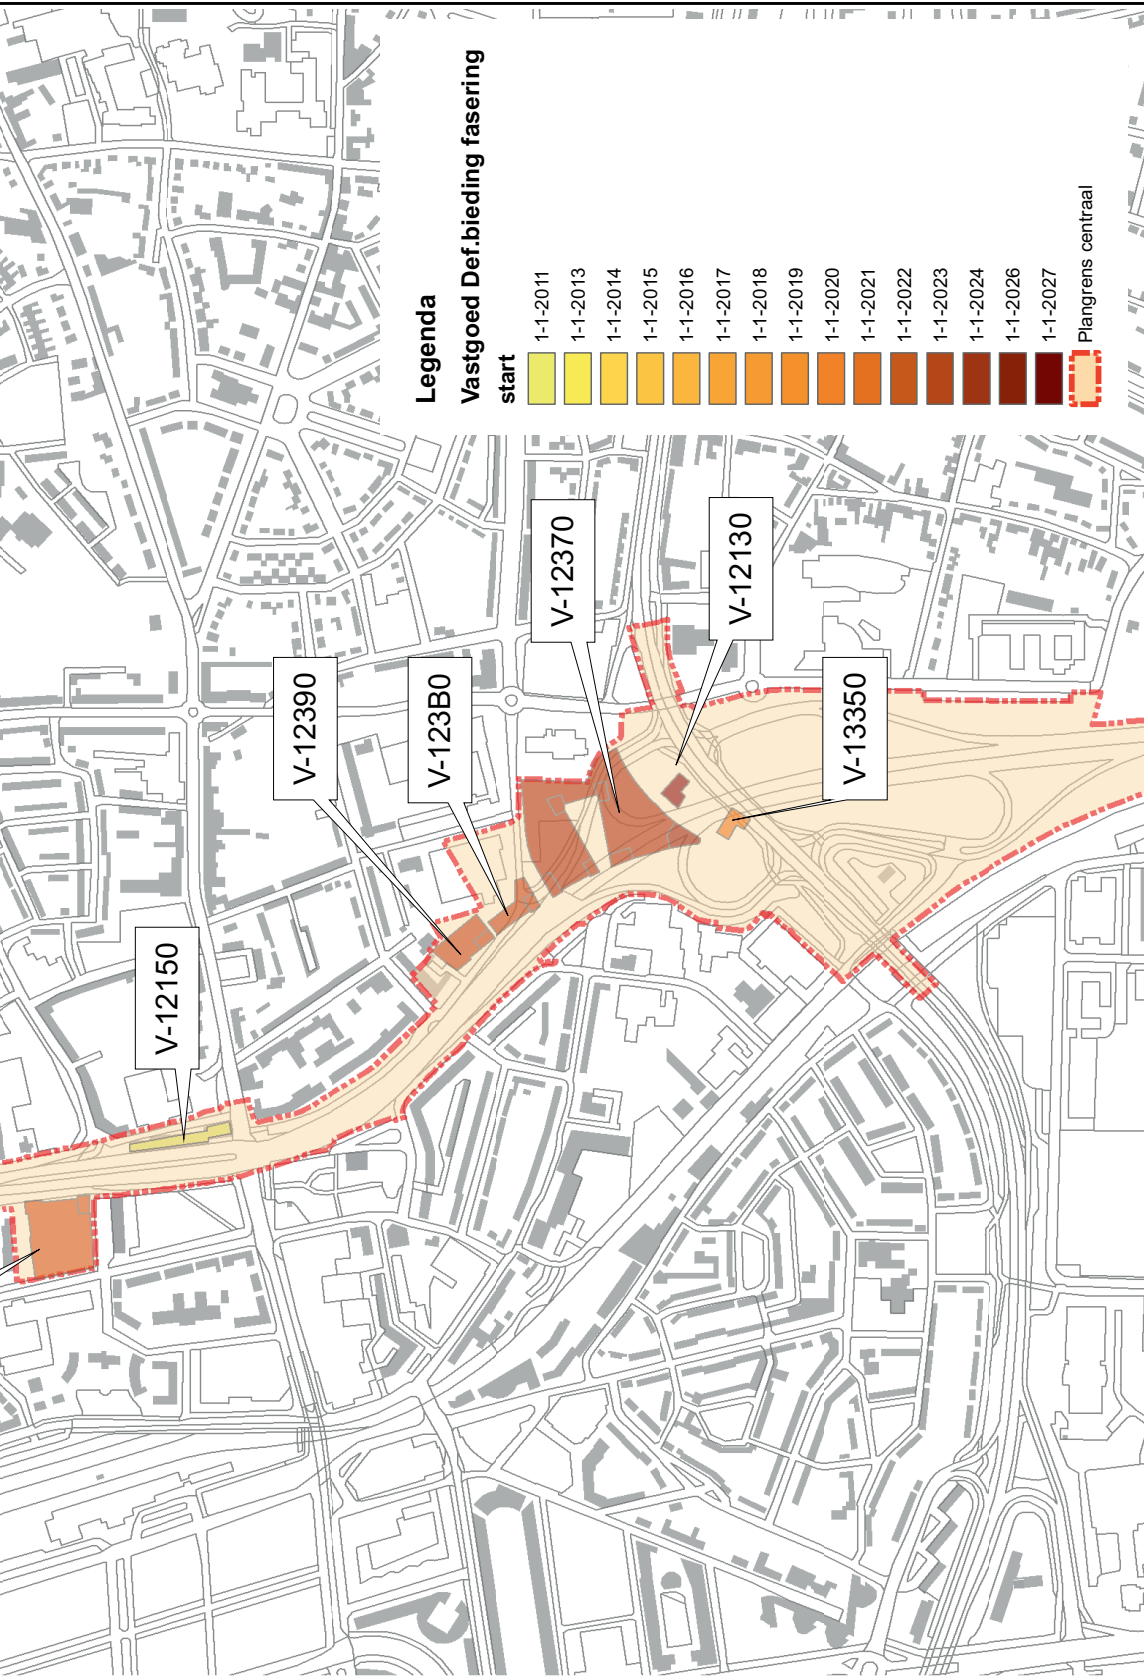 Legenda
Vastgoed Def.bieding fasering
start
1-1-2011
1-1-2013
1-1-2014
1-1-2015
1-1-2016
1-1-2017
1-1-2018
1-1-2019
1-1-2020
1-1-2021
1-1-2022
1-1-2023
1-1-2024
1-1-2026
1-1-2027
Plangrens centraal
V-12150
V-12390
V-123B0
V-12370
V-12130
V-13350